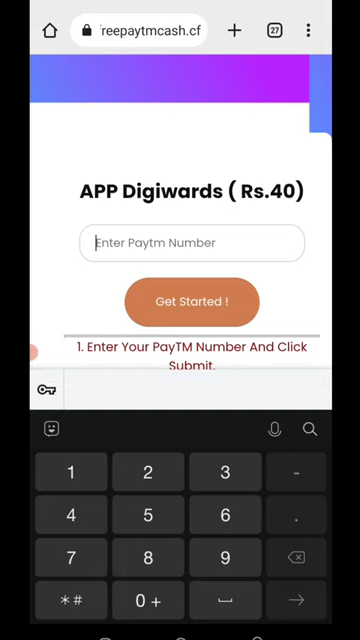 reepaytmcash.cf
27
APP Digiwards ( Rs.40)
Enter Paytm Number
Get Started !
1. Enter Your PayTM Number And Click
Submit.
1 2 3 -
4 5 6 .
7 8 9
*# 0 +